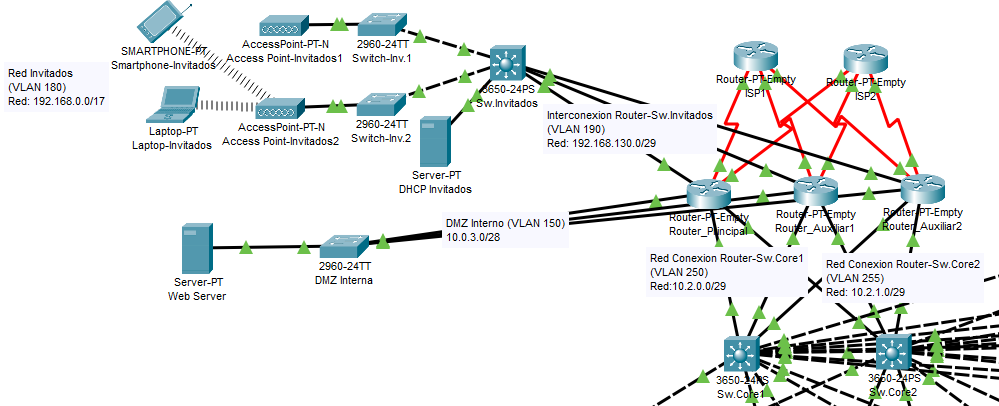 SMARTPHONE-PT
Smartphone-Invitados
AccessPoint-PT-N
Access Point-Invitados1
2960-24TT
Switch-Inv.1
Red Invitados
(VLAN 180)
Red: 192.168.0.0/17
Laptop-PT
Laptop-Invitados
AccessPoint-PT-N
Access Point-Invitados2
2960-24TT
Switch-Inv.2
3650-24PS
Sw.Invitados
Server-PT
DHCP Invitados
Router-PT-Empty
ISP1
Router-PT-Empty
ISP2
Interconexion Router-Sw.Invitados
(VLAN 190)
Red: 192.168.130.0/29
Server-PT
Web Server
2960-24TT
DMZ Interna
DMZ Interno (VLAN 150)
10.0.3.0/28
Router-PT-Empty
Router_Principal
Router-PT-Empty
Router_Auxiliar1
Router-PT-Empty
Router_Auxiliar2
Red Conexion Router-Sw.Core1
(VLAN 250)
Red:10.2.0.0/29
Red Conexion Router-Sw.Core2
(VLAN 255)
Red: 10.2.1.0/29
3650-24PS
Sw.Core1
3650-24PS
Sw.Core2